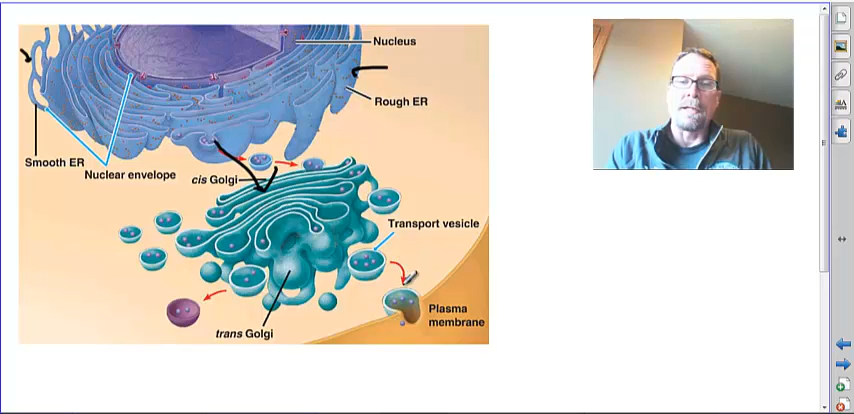 Nucleus
Rough ER
Smooth ER
Nuclear envelope
cis Golgi
Transport vesicle
Plasma
membrane
trans Golgi